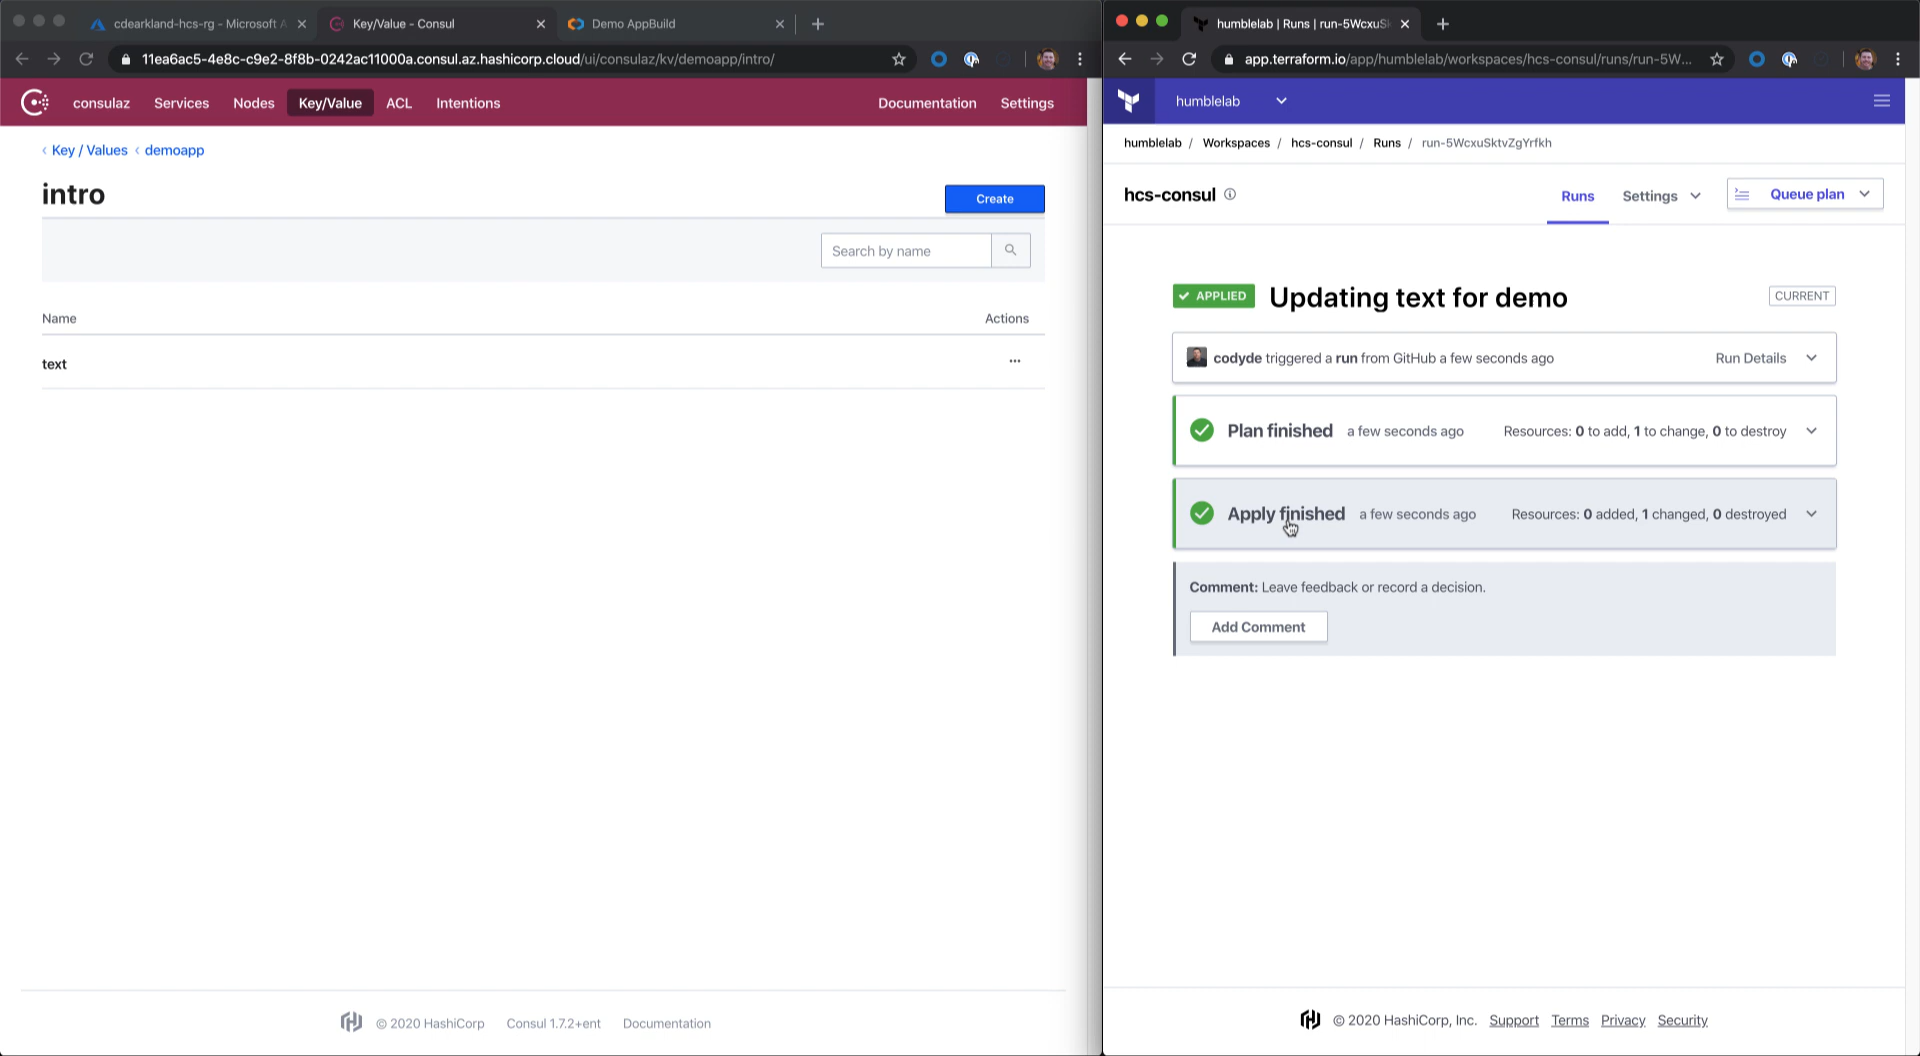 cdearkland-hcs-rg - Microsoft A
Key/Value - Consul
Demo AppBuild
11ea6ac5-4e8c-c9e2-8f8b-0242ac11000a.consul.az.hashicorp.cloud/ui/consulaz/kv/demoapp/intro/
consulaz
Services
Nodes
Key/Value
ACL
Intentions
Documentation
Settings
Key / Values
demoapp
intro
Create
Search by name
Name
Actions
text
© 2020 HashiCorp
Consul 1.7.2+ent
Documentation
humblelab | Runs | run-5WcxuSk
app.terraform.io/app/humblelab/workspaces/hcs-consul/runs/run-5W...
humblelab
humblelab / Workspaces / hcs-consul / Runs / run-5WcxuSktvZgYrfkh
hcs-consul
Runs
Settings
Queue plan
APPLIED
Updating text for demo
CURRENT
codyde triggered a run from GitHub a few seconds ago
Run Details
Plan finished a few seconds ago
Resources: 0 to add, 1 to change, 0 to destroy
Apply finished a few seconds ago
Resources: 0 added, 1 changed, 0 destroyed
Comment: Leave feedback or record a decision.
Add Comment
© 2020 HashiCorp, Inc. Support Terms Privacy Security